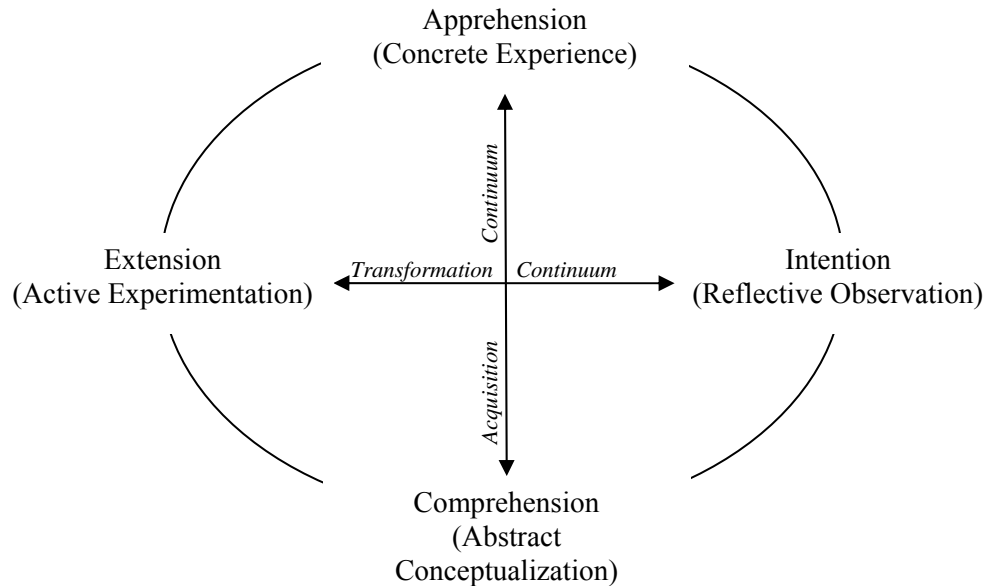 Apprehension
(Concrete Experience)
Continuum
Extension
(Active Experimentation)
Transformation Continuum
Intention
(Reflective Observation)
Acquisition
Comprehension
(Abstract
Conceptualization)